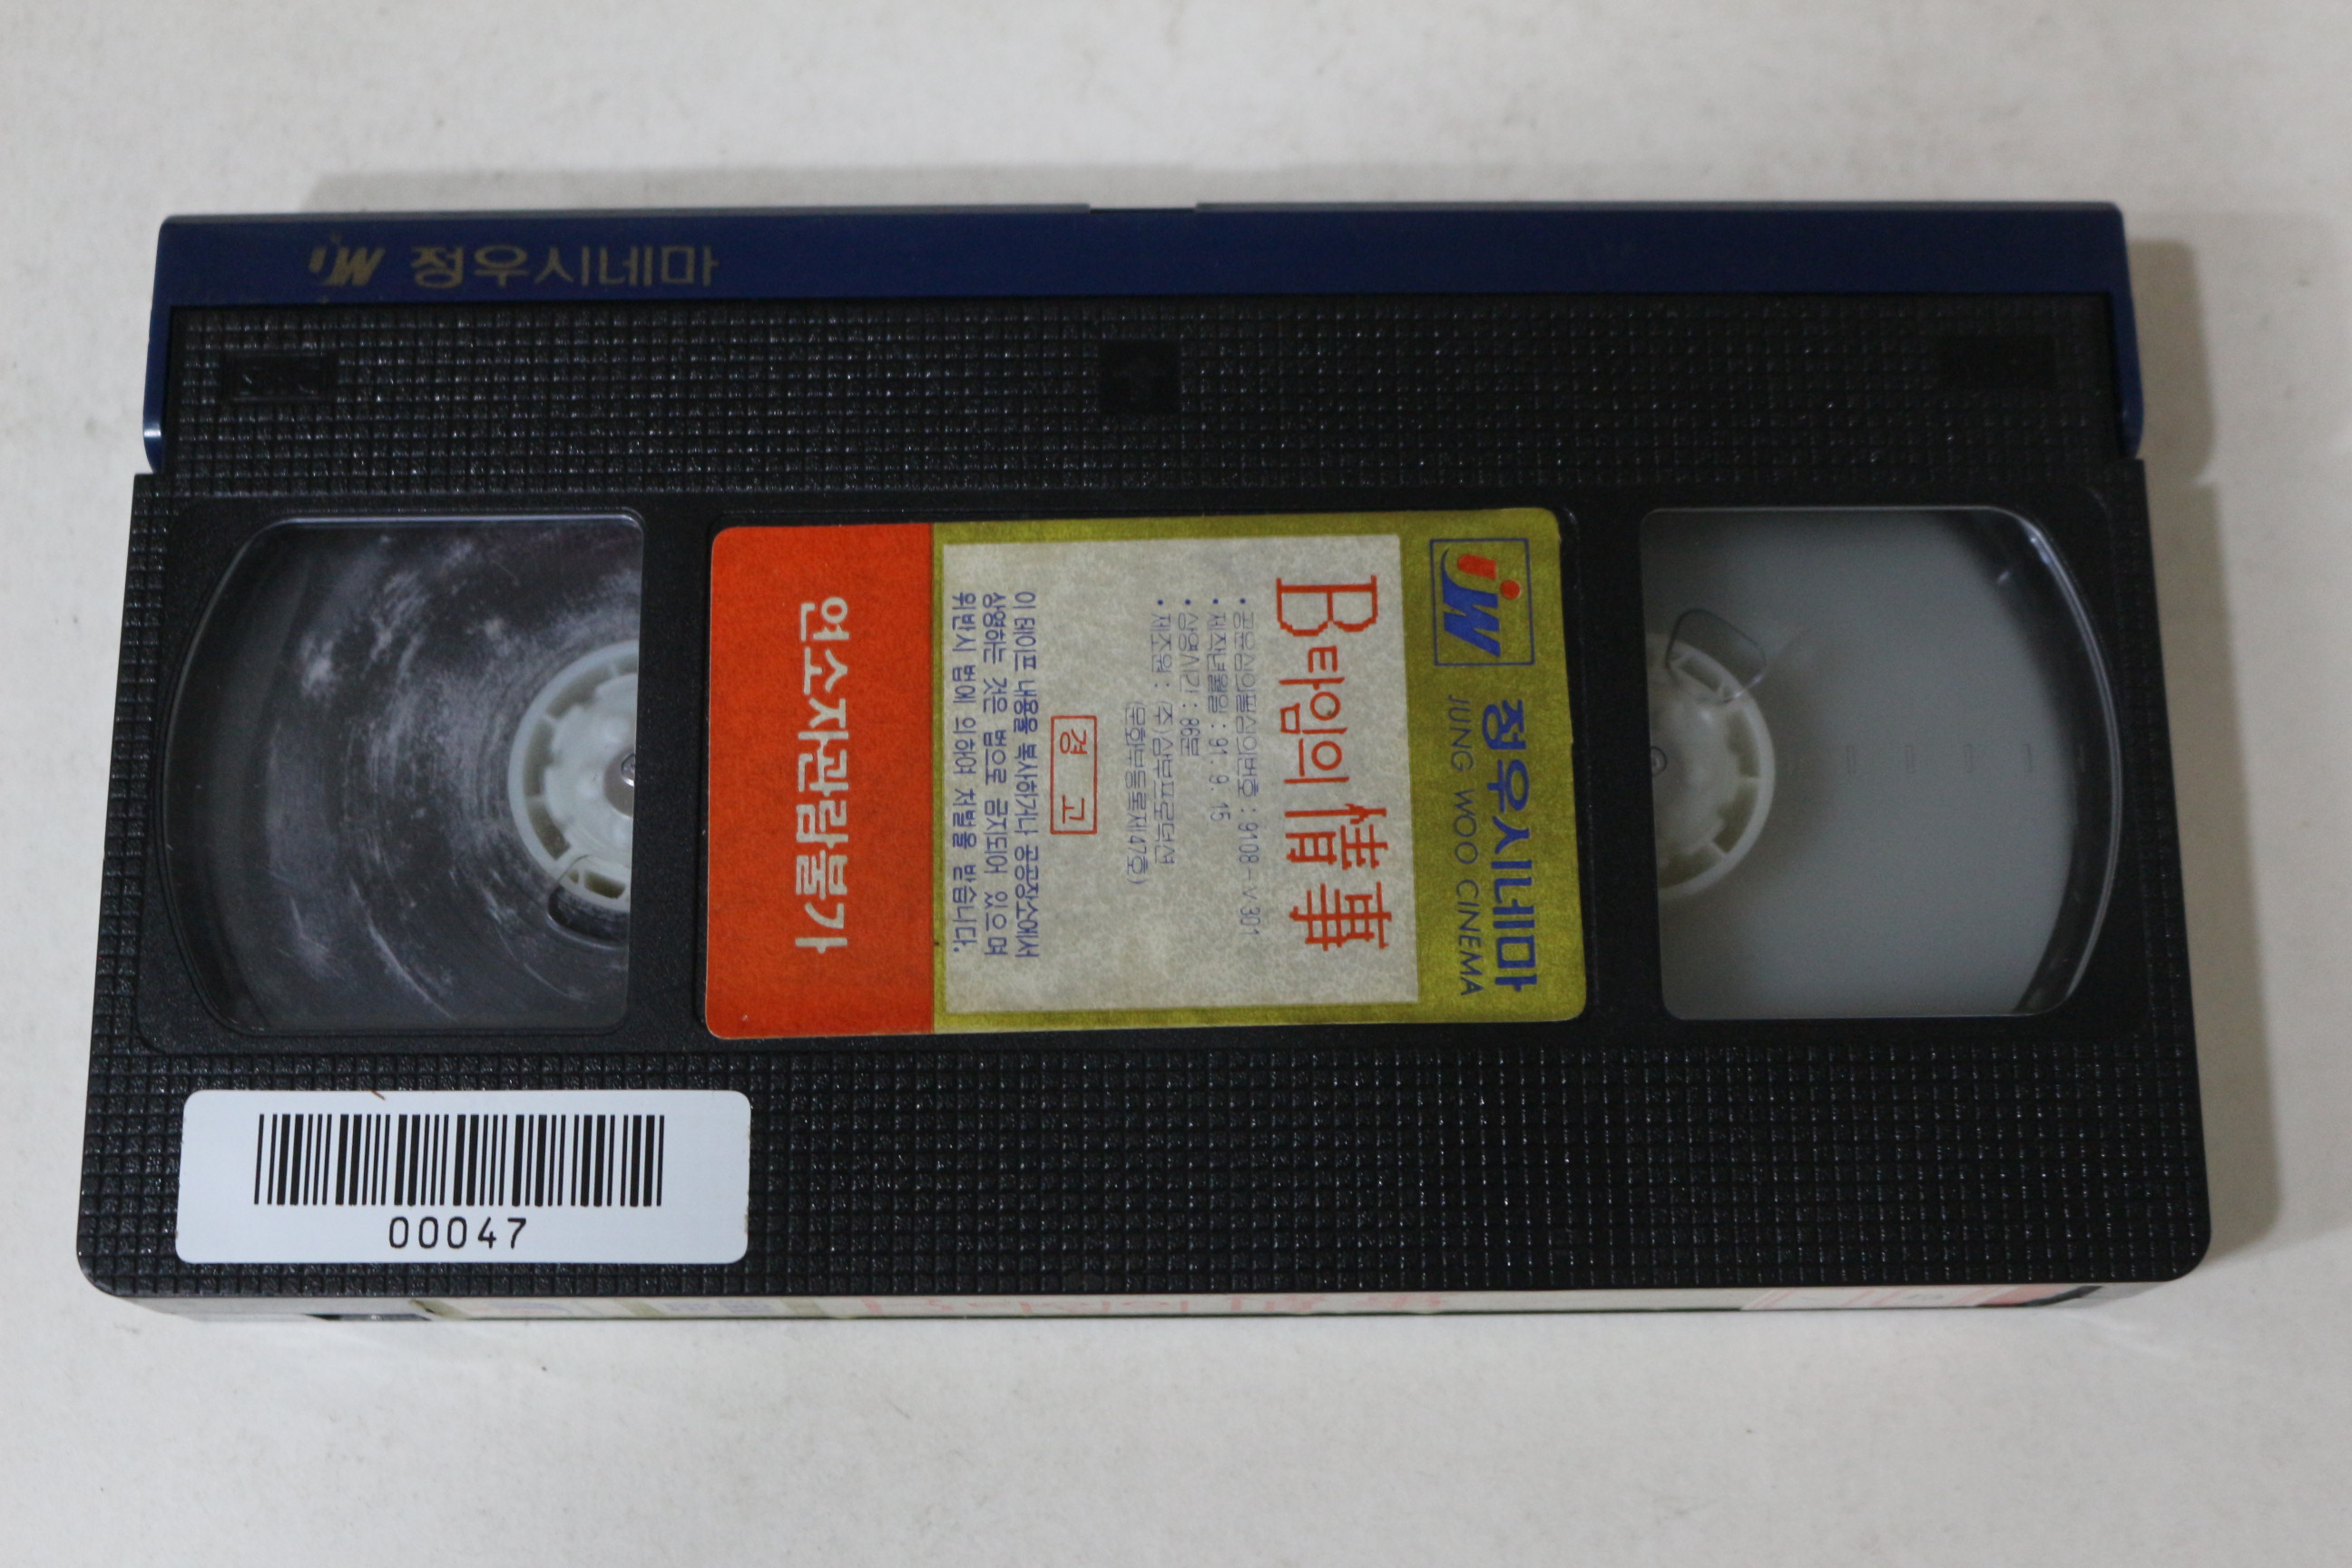 JW 정우시네마
JW 정우시네마
JUNG WOO CINEMA
B타임의 情事
• 공윤심의필심의번호 : 9108-V301
• 제작년월일 : 91. 9. 15
• 상영시간 : 86분
• 제조원 : (주)삼부프로덕션
(문화부등록제47호)
경고
이 테이프 내용을 복사하거나 공공장소에서
상영하는 것은 법으로 금지되어 있으며
위반시 법에 의하여 처벌을 받습니다.
연소자관람불가
00047